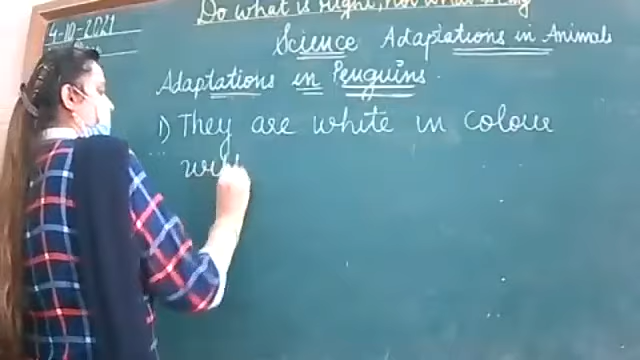 Do what is right, not what is
4-10-2021
Science Adaptations in Animals
Adaptations in Penguins.
1) They are white in colour